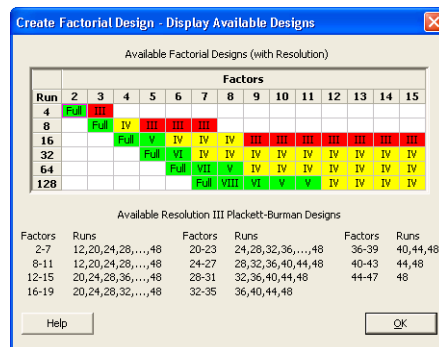 Create Factorial Design - Display Available Designs
Available Factorial Designs (with Resolution)
Factors
Run 2 3 4 5 6 7 8 9 10 11 12 13 14 15
4 Full III
8 Full IV III III III
16 Full V IV IV IV III III III III III III III
32 Full VI IV IV IV IV IV IV IV IV IV
64 Full VII V IV IV IV IV IV IV IV
128 Full VIII VI V V IV IV IV IV
Available Resolution III Plackett-Burman Designs
Factors Runs Factors Runs Factors Runs
2-7 12,20,24,28,...,48 20-23 24,28,32,36,...,48 36-39 40,44,48
8-11 12,20,24,28,...,48 24-27 28,32,36,40,44,48 40-43 44,48
12-15 20,24,28,36,...,48 28-31 32,36,40,44,48 44-47 48
16-19 20,24,28,32,...,48 32-35 36,40,44,48
Help OK